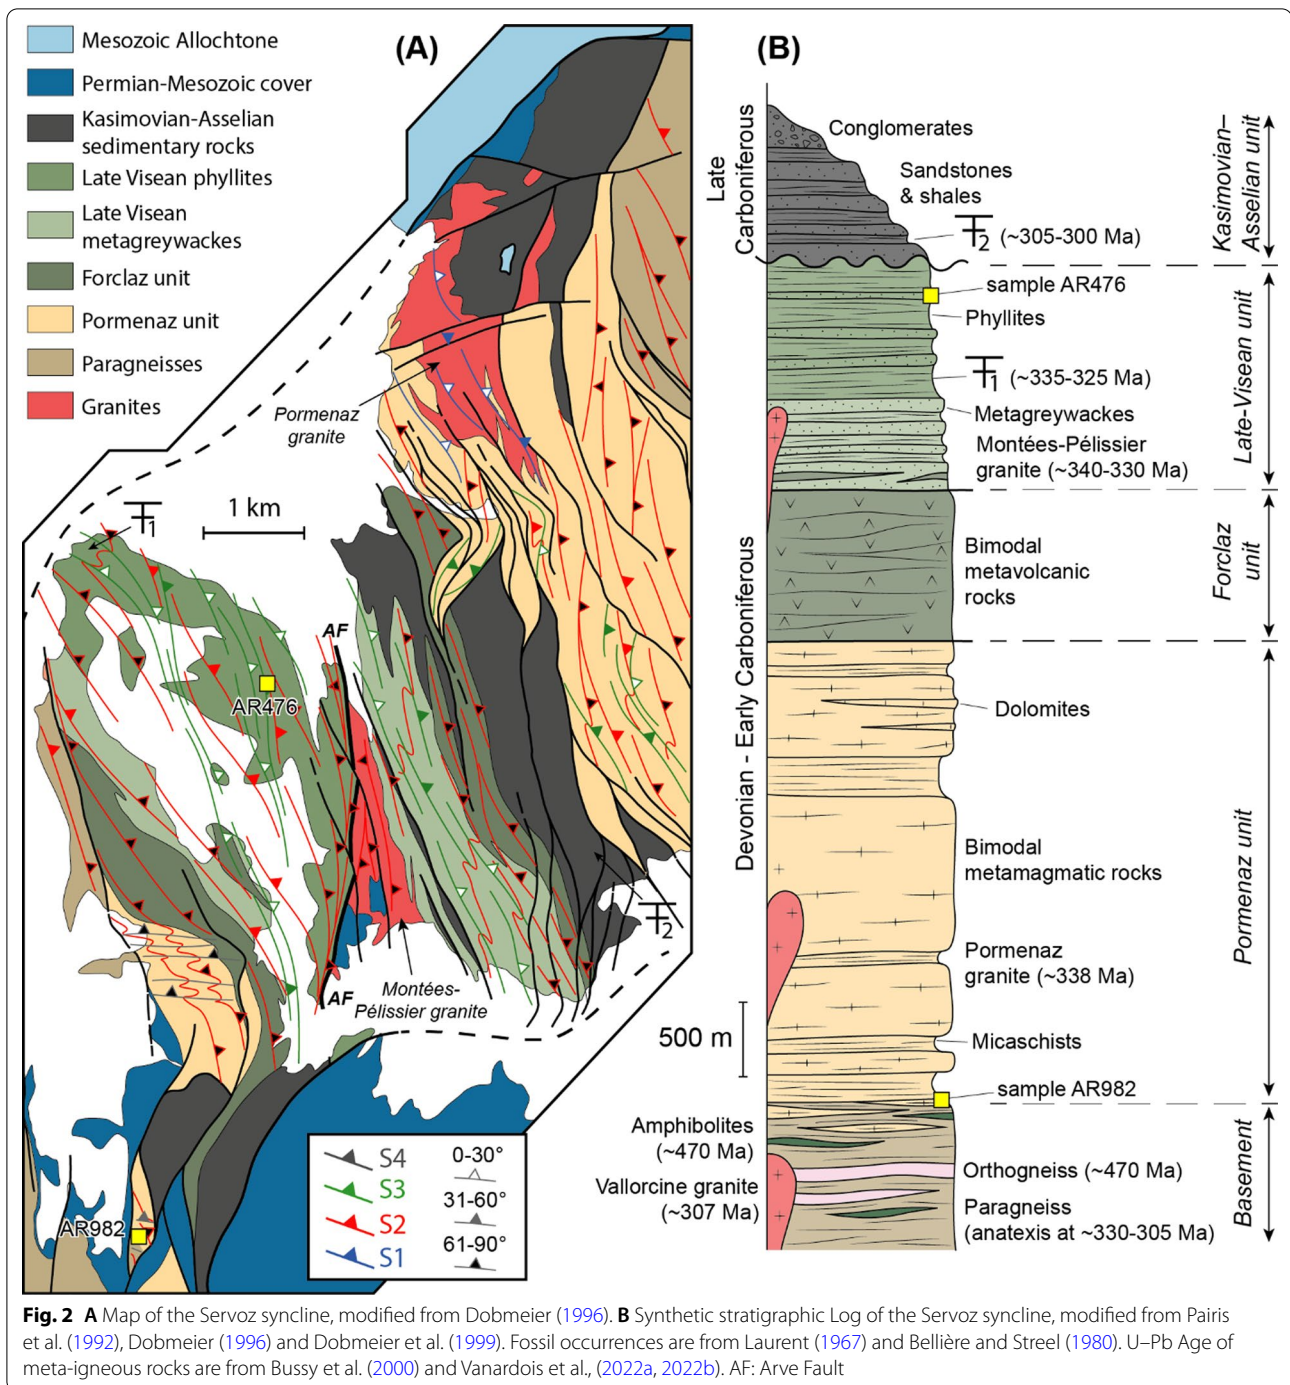 (A)
Mesozoic Allochtone
Permian-Mesozoic cover
Kasimovian-Asselian
sedimentary rocks
Late Visean phyllites
Late Visean
metagreywackes
Forclaz unit
Pormenaz unit
Paragneisses
Granites
Pormenaz
granite
1 km
T1
AF
AR476
T2
AF
Montées-
Pélissier granite
AR982
S4
S3
S2
S1
0-30°
31-60°
61-90°
(B)
Late
Carboniferous
Devonian - Early Carboniferous
Conglomerates
Sandstones
& shales
T2 (~305-300 Ma)
sample AR476
Phyllites
T1 (~335-325 Ma)
Metagreywackes
Montées-Pélissier
granite (~340-330 Ma)
Bimodal
metavolcanic
rocks
Dolomites
Bimodal
metamagmatic rocks
Pormenaz
granite (~338 Ma)
500 m
Micaschists
sample AR982
Amphibolites
(~470 Ma)
Vallorcine granite
(~307 Ma)
Orthogneiss (~470 Ma)
Paragneiss
(anatexis at ~330-305 Ma)
Kasimovian–
Asselian unit
Late-Visean unit
Forclaz
unit
Pormenaz unit
Basement
Fig. 2 A Map of the Servoz syncline, modified from Dobmeier (1996). B Synthetic stratigraphic Log of the Servoz syncline, modified from Pairis
et al. (1992), Dobmeier (1996) and Dobmeier et al. (1999). Fossil occurrences are from Laurent (1967) and Bellière and Streel (1980). U–Pb Age of
meta-igneous rocks are from Bussy et al. (2000) and Vanardois et al., (2022a, 2022b). AF: Arve Fault